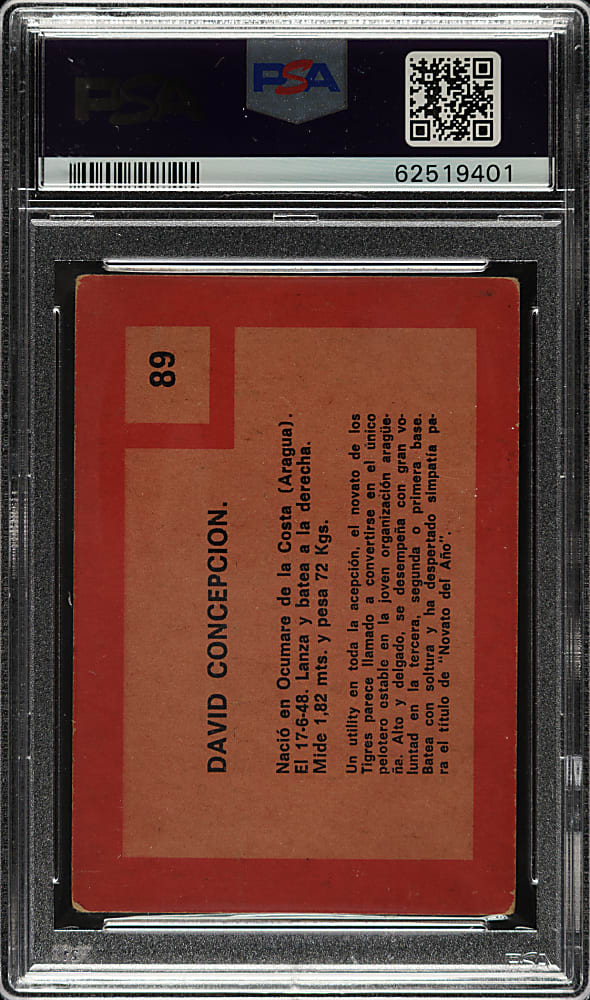 PSA
PSA
62519401
89
DAVID CONCEPCION.
Nació en Ocumare de la Costa (Aragua).
El 17-6-48. Lanza y batea a la derecha.
Mide 1,82 mts. y pesa 72 Kgs.
Un utility en toda la acepción, el novato de los
Tigres parece llamado a convertirse en el único
pelotero estable en la joven organización aragüe-
ña. Alto y delgado, se desempeña con gran vo-
luntad en la tercera, segunda o primera base.
Batea con soltura y ha despertado simpatía pa-
ra el título de "Novato del Año".
PSA